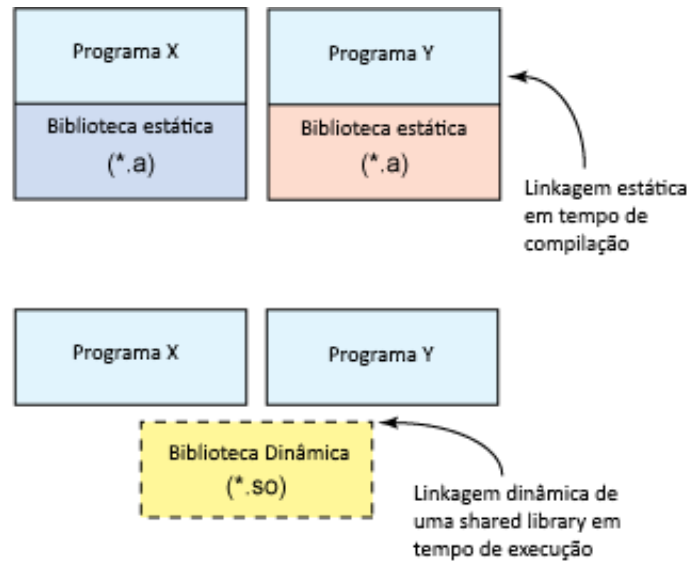 Programa X
Programa Y
Biblioteca estática
(*.a)
Biblioteca estática
(*.a)
Linkagem estática
em tempo de
compilação
Programa X
Programa Y
Biblioteca Dinâmica
(*.so)
Linkagem dinâmica de
uma shared library em
tempo de execução